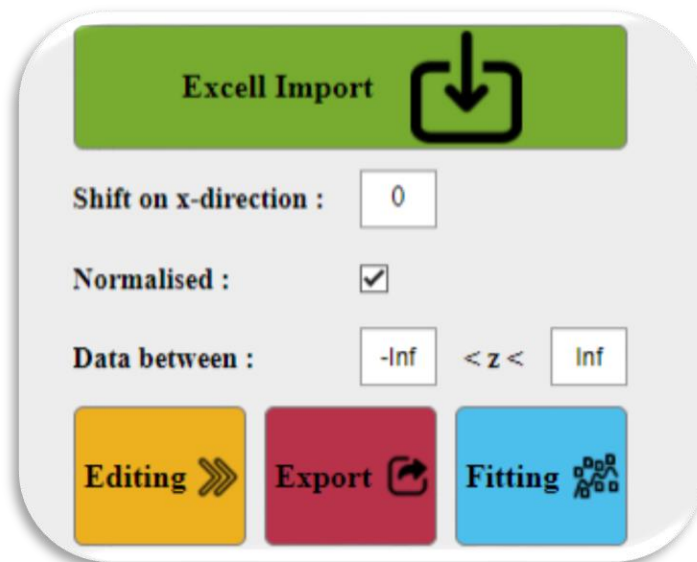 Excell Import
Shift on x-direction : 0
Normalised :
Data between : -Inf < z < Inf
Editing Export Fitting